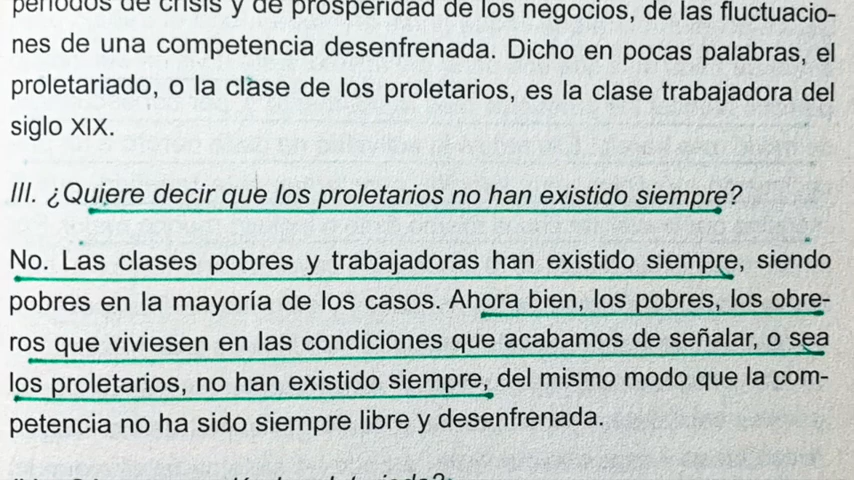 períodos de crisis y de prosperidad de los negocios, de las fluctuacio-
nes de una competencia desenfrenada. Dicho en pocas palabras, el
proletariado, o la clase de los proletarios, es la clase trabajadora del
siglo XIX.
III. ¿Quiere decir que los proletarios no han existido siempre?
No. Las clases pobres y trabajadoras han existido siempre, siendo
pobres en la mayoría de los casos. Ahora bien, los pobres, los obre-
ros que viviesen en las condiciones que acabamos de señalar, o sea
los proletarios, no han existido siempre, del mismo modo que la com-
petencia no ha sido siempre libre y desenfrenada.